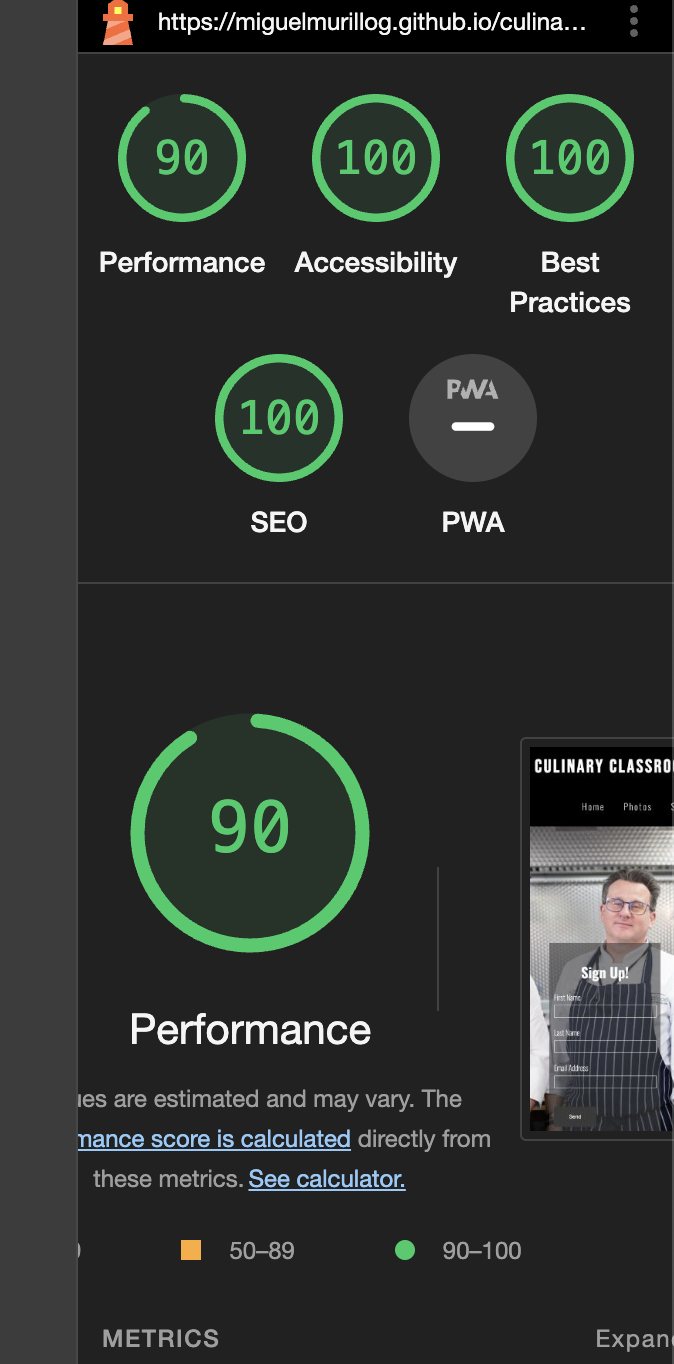 https://miguelmurillog.github.io/culina...
90
100
100
Performance
Accessibility
Best
Practices
100
PWA
SEO
PWA
90
Performance
ues are estimated and may vary. The
mance score is calculated directly from
these metrics. See calculator.
50–89
90–100
METRICS
Expan
CULINARY CLASSRO
Home
Photos
Sign Up!
First Name
Last Name
Email Address
Send